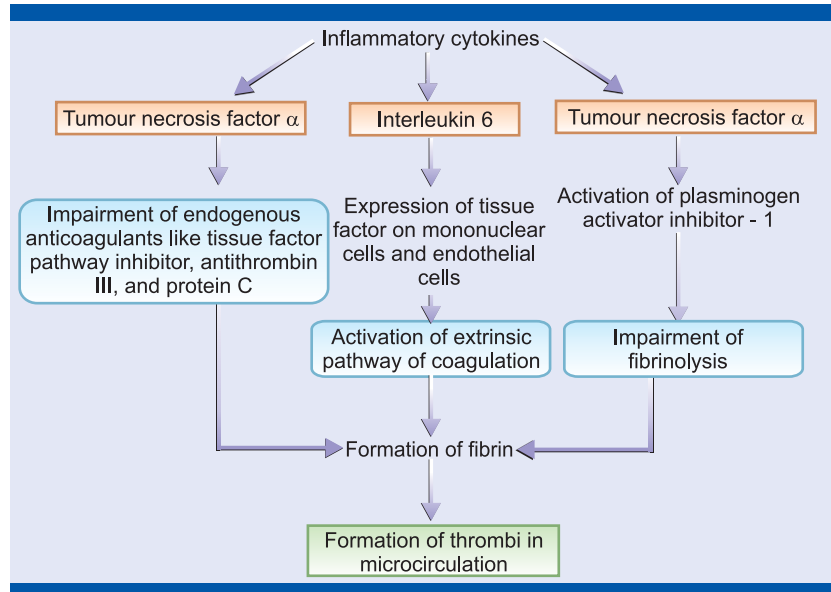 Inflammatory cytokines
Tumour necrosis factor α
Interleukin 6
Tumour necrosis factor α
Impairment of endogenous
anticoagulants like tissue factor
pathway inhibitor, antithrombin
III, and protein C
Expression of tissue
factor on mononuclear
cells and endothelial
cells
Activation of plasminogen
activator inhibitor - 1
Activation of extrinsic
pathway of coagulation
Impairment of
fibrinolysis
Formation of fibrin
Formation of thrombi in
microcirculation